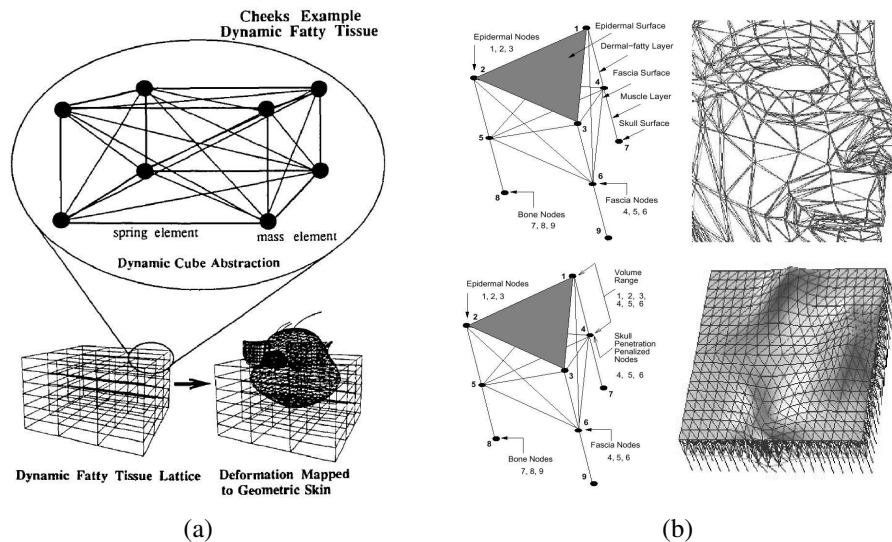 Cheeks Example
Dynamic Fatty Tissue
spring element
mass element
Dynamic Cube Abstraction
Dynamic Fatty Tissue Lattice
Deformation Mapped
to Geometric Skin
(a)
Epidermal Nodes
1, 2, 3
1
Epidermal Surface
Dermal-fatty Layer
Fascia Surface
Muscle Layer
Skull Surface
2
4
3
5
7
6
8
Bone Nodes
7, 8, 9
Fascia Nodes
4, 5, 6
9
Epidermal Nodes
1, 2, 3
1
Volume
Range
1, 2, 3,
4, 5, 6
2
4
Skull
Penetration
Penalized
Nodes
4, 5, 6
3
5
7
6
8
Bone Nodes
7, 8, 9
Fascia Nodes
4, 5, 6
9
(b)